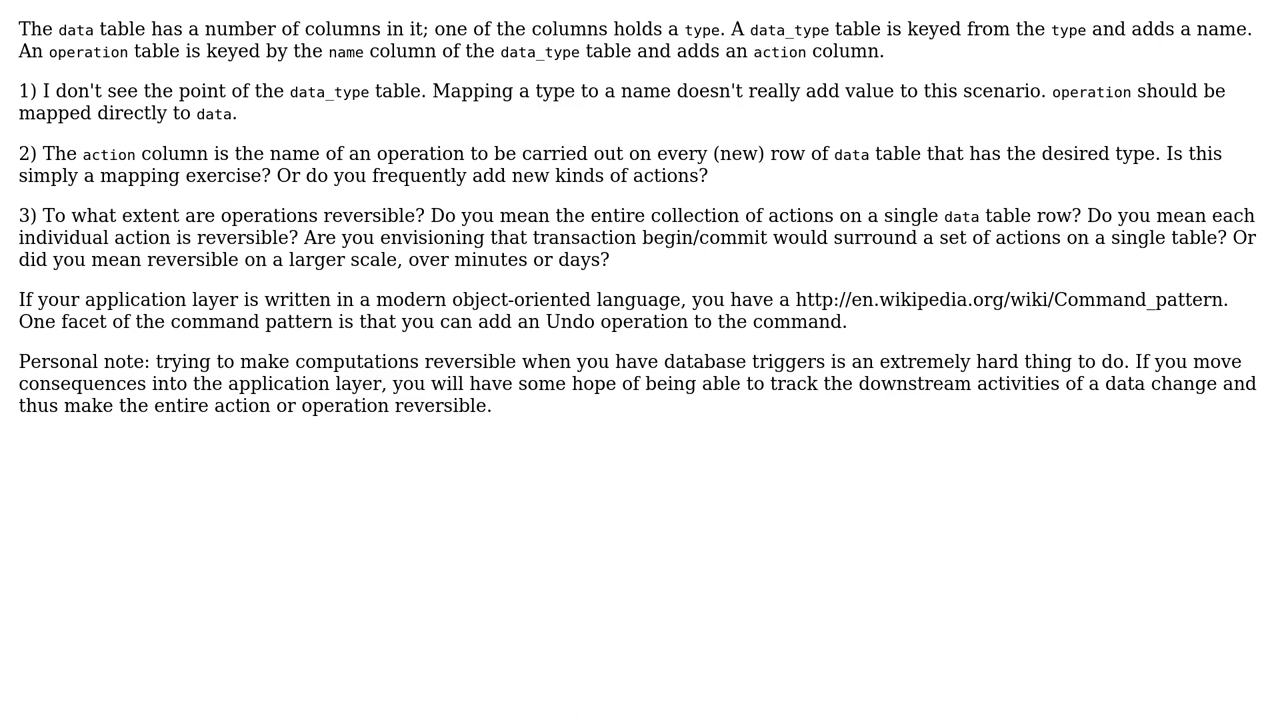 The data table has a number of columns in it; one of the columns holds a type. A data_type table is keyed from the type and adds a name.
An operation table is keyed by the name column of the data_type table and adds an action column.
1) I don't see the point of the data_type table. Mapping a type to a name doesn't really add value to this scenario. operation should be
mapped directly to data.
2) The action column is the name of an operation to be carried out on every (new) row of data table that has the desired type. Is this
simply a mapping exercise? Or do you frequently add new kinds of actions?
3) To what extent are operations reversible? Do you mean the entire collection of actions on a single data table row? Do you mean each
individual action is reversible? Are you envisioning that transaction begin/commit would surround a set of actions on a single table? Or
did you mean reversible on a larger scale, over minutes or days?
If your application layer is written in a modern object-oriented language, you have a http://en.wikipedia.org/wiki/Command_pattern.
One facet of the command pattern is that you can add an Undo operation to the command.
Personal note: trying to make computations reversible when you have database triggers is an extremely hard thing to do. If you move
consequences into the application layer, you will have some hope of being able to track the downstream activities of a data change and
thus make the entire action or operation reversible.